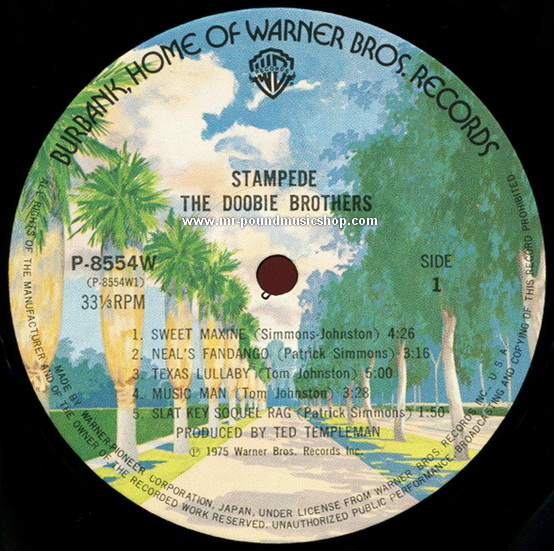 BURBANK, HOME OF WARNER BROS. RECORDS
RECORDS
WB
STAMPEDE
THE DOOBIE BROTHERS
www.mr-poundmusicshop.com
P-8554W
(P-8554W1)
33⅓RPM
SIDE
1
1. SWEET MAXINE (Simmons-Johnston) 4:26
2. NEAL'S FANDANGO (Patrick Simmons) 3:16
3. TEXAS LULLABY (Tom Johnston) 5:00
4. MUSIC MAN (Tom Johnston) 3:28
5. SLAT KEY SOQUEL RAG (Patrick Simmons) 1:50
PRODUCED BY TED TEMPLEMAN
℗ 1975 Warner Bros. Records Inc.
MADE BY WARNER-PIONEER CORPORATION, JAPAN, UNDER LICENSE FROM WARNER BROS. RECORDS INC., U.S.A.
ALL RIGHTS OF THE MANUFACTURER AND OF THE OWNER OF THE RECORDED WORK RESERVED. UNAUTHORIZED PUBLIC PERFORMANCE, BROADCASTING AND COPYING OF THIS RECORD PROHIBITED